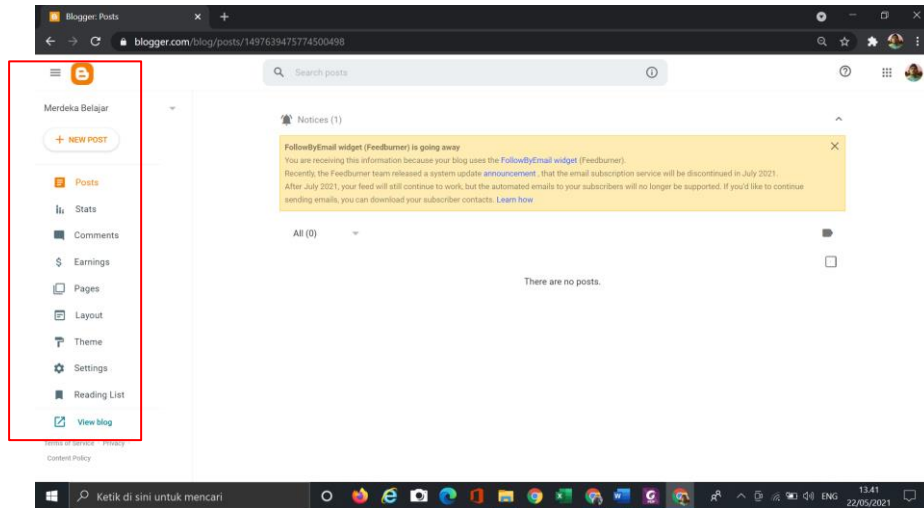 Blogger: Posts
blogger.com/blog/posts/1497639475774500498
Search posts
Merdeka Belajar
NEW POST
Posts
Stats
Comments
Earnings
Pages
Layout
Theme
Settings
Reading List
View blog
Terms of Service · Privacy ·
Content Policy
Notices (1)
FollowByEmail widget (Feedburner) is going away
You are receiving this information because your blog uses the FollowByEmail widget (Feedburner).
Recently, the Feedburner team released a system update announcement , that the email subscription service will be discontinued in July 2021.
After July 2021, your feed will still continue to work, but the automated emails to your subscribers will no longer be supported. If you'd like to continue
sending emails, you can download your subscriber contacts. Learn how
All (0)
There are no posts.
Ketik di sini untuk mencari
ENG
13.41
22/05/2021